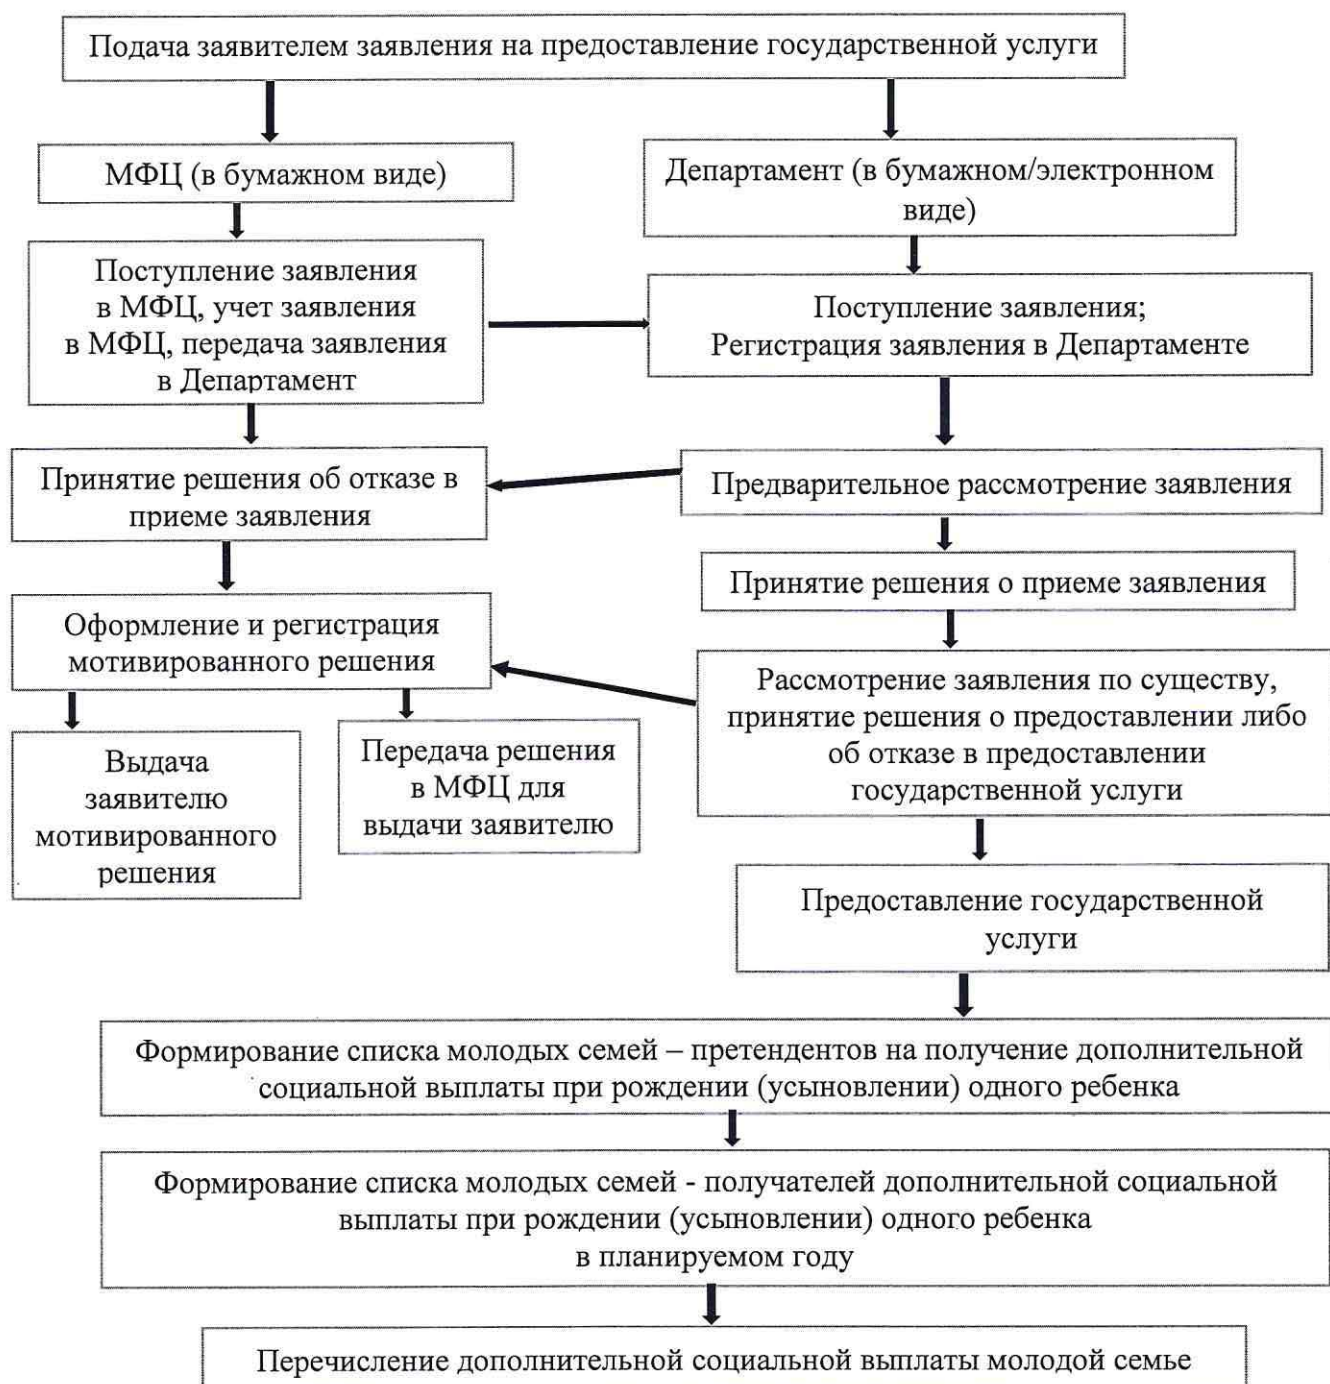 Подача заявителем заявления на предоставление государственной услуги
МФЦ (в бумажном виде)
Департамент (в бумажном/электронном
виде)
Поступление заявления
в МФЦ, учет заявления
в МФЦ, передача заявления
в Департамент
Поступление заявления;
Регистрация заявления в Департаменте
Принятие решения об отказе в
приеме заявления
Предварительное рассмотрение заявления
Принятие решения о приеме заявления
Оформление и регистрация
мотивированного решения
Рассмотрение заявления по существу,
принятие решения о предоставлении либо
об отказе в предоставлении
государственной услуги
Выдача
заявителю
мотивированного
решения
Передача решения
в МФЦ для
выдачи заявителю
Предоставление государственной
услуги
Формирование списка молодых семей – претендентов на получение дополнительной
социальной выплаты при рождении (усыновлении) одного ребенка
Формирование списка молодых семей - получателей дополнительной социальной
выплаты при рождении (усыновлении) одного ребенка
в планируемом году
Перечисление дополнительной социальной выплаты молодой семье